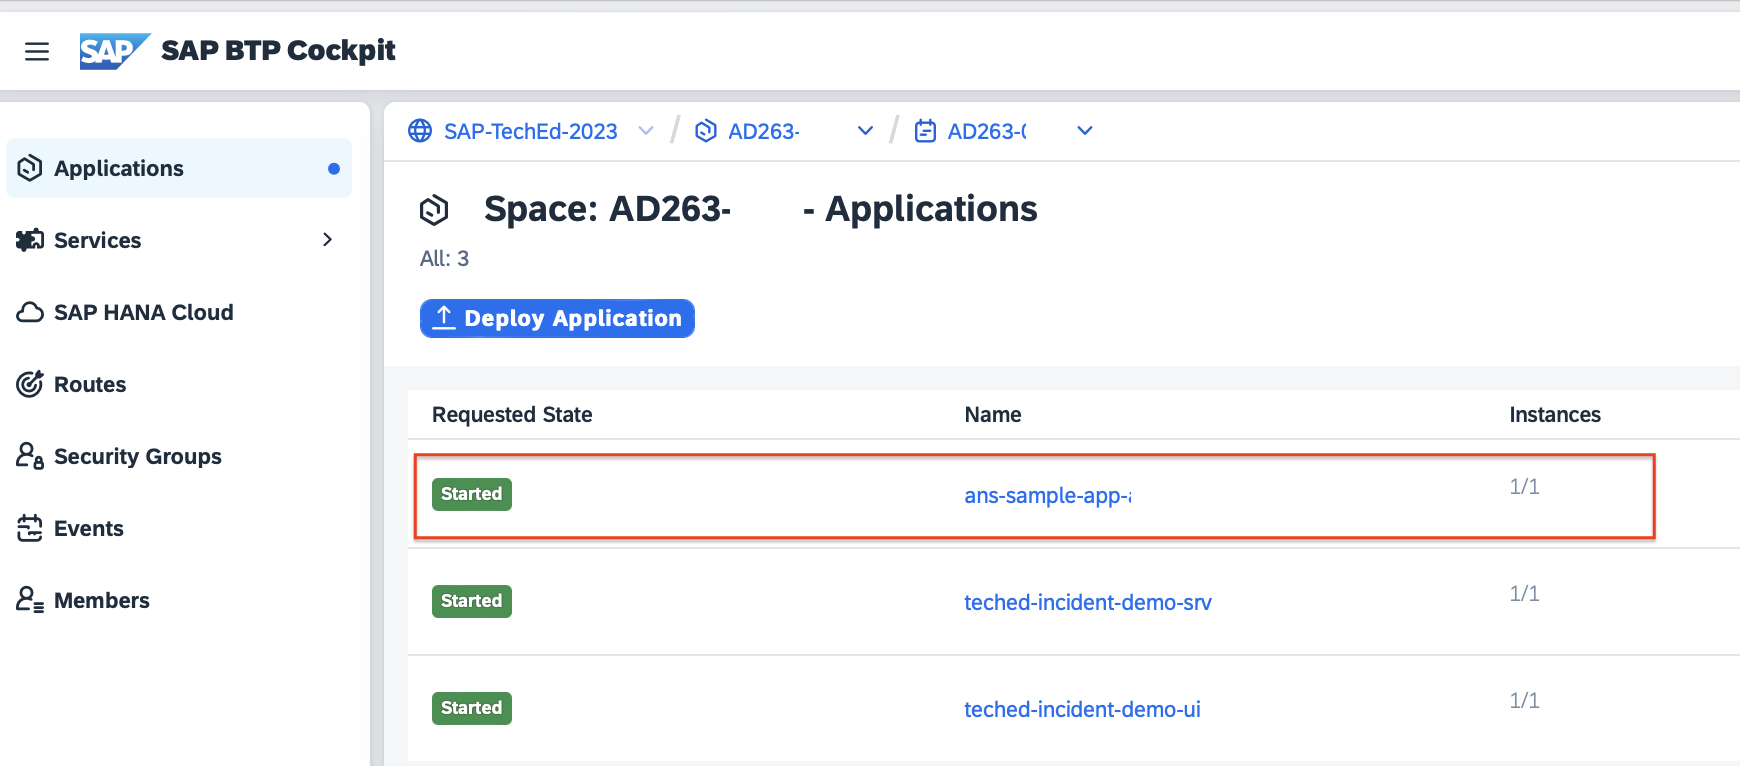 SAP SAP BTP Cockpit
Applications
Services
SAP HANA Cloud
Routes
Security Groups
Events
Members
SAP-TechEd-2023 / AD263- / AD263-
Space: AD263- - Applications
All: 3
Deploy Application
Requested State Name Instances
Started ans-sample-app- 1/1
Started teched-incident-demo-srv 1/1
Started teched-incident-demo-ui 1/1